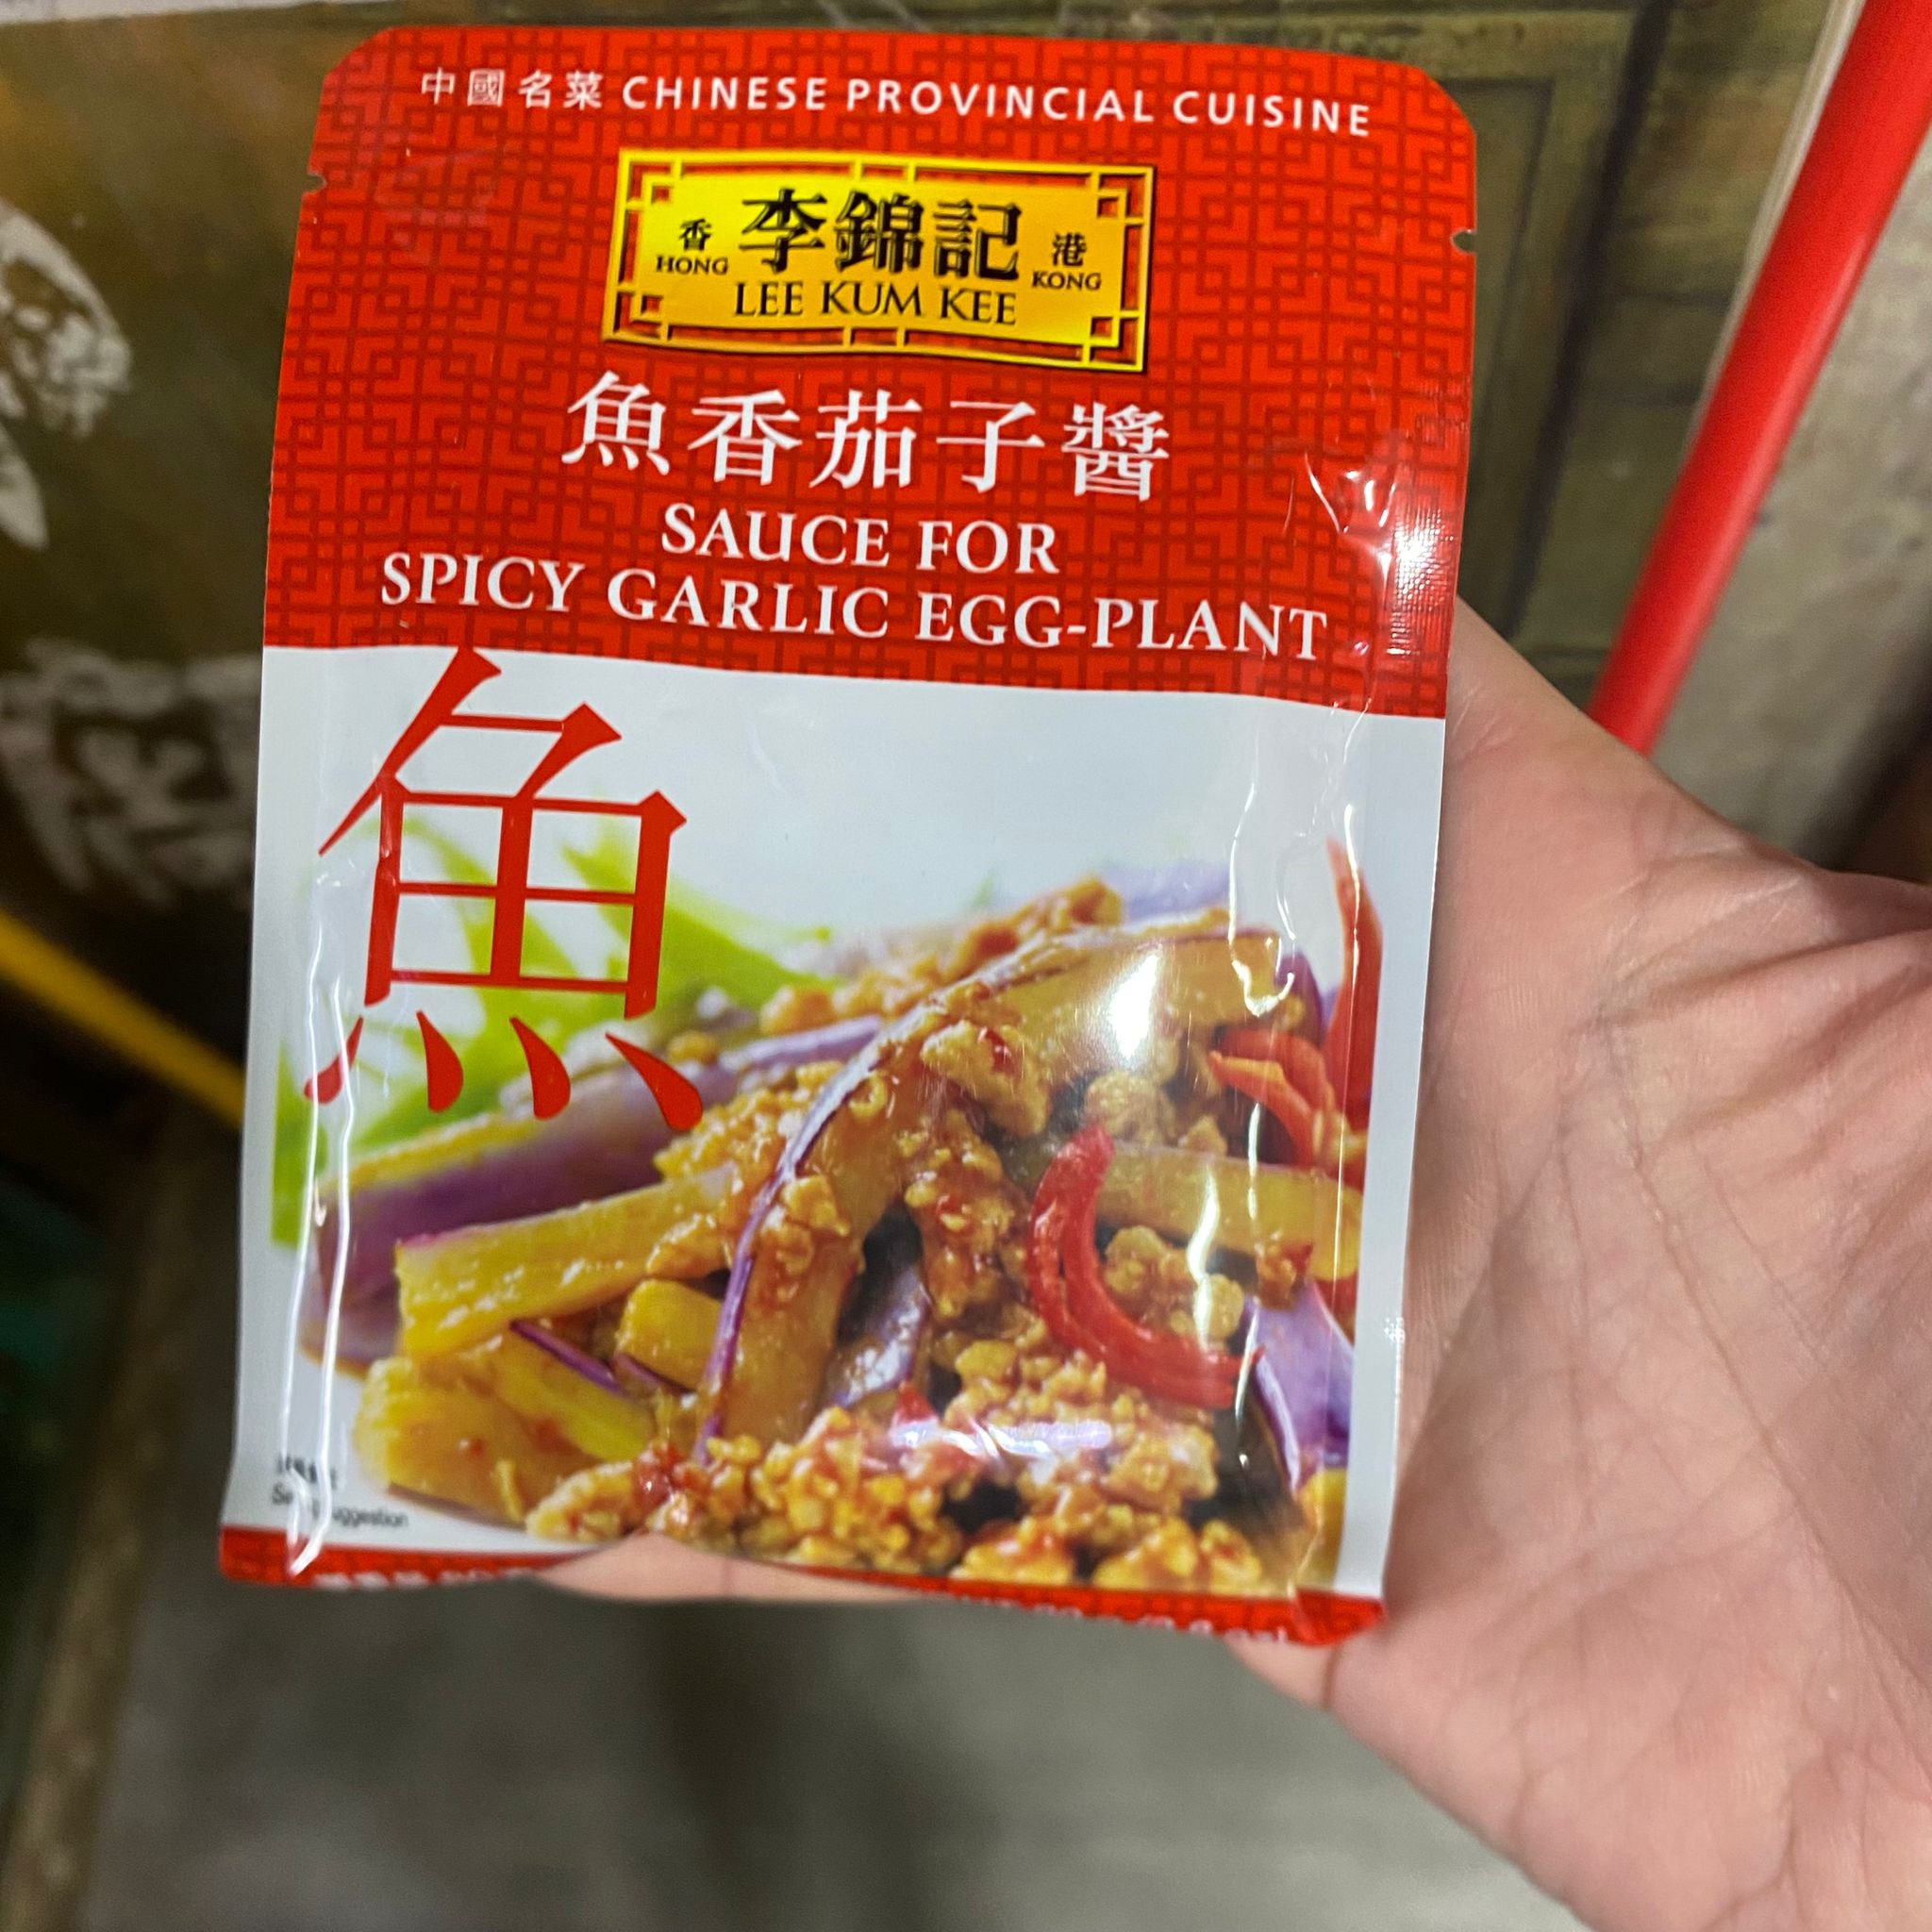 中國名菜 CHINESE PROVINCIAL CUISINE
香 李錦記 港
HONG LEE KUM KEE KONG
魚香茄子醬
SAUCE FOR
SPICY GARLIC EGG-PLANT
魚